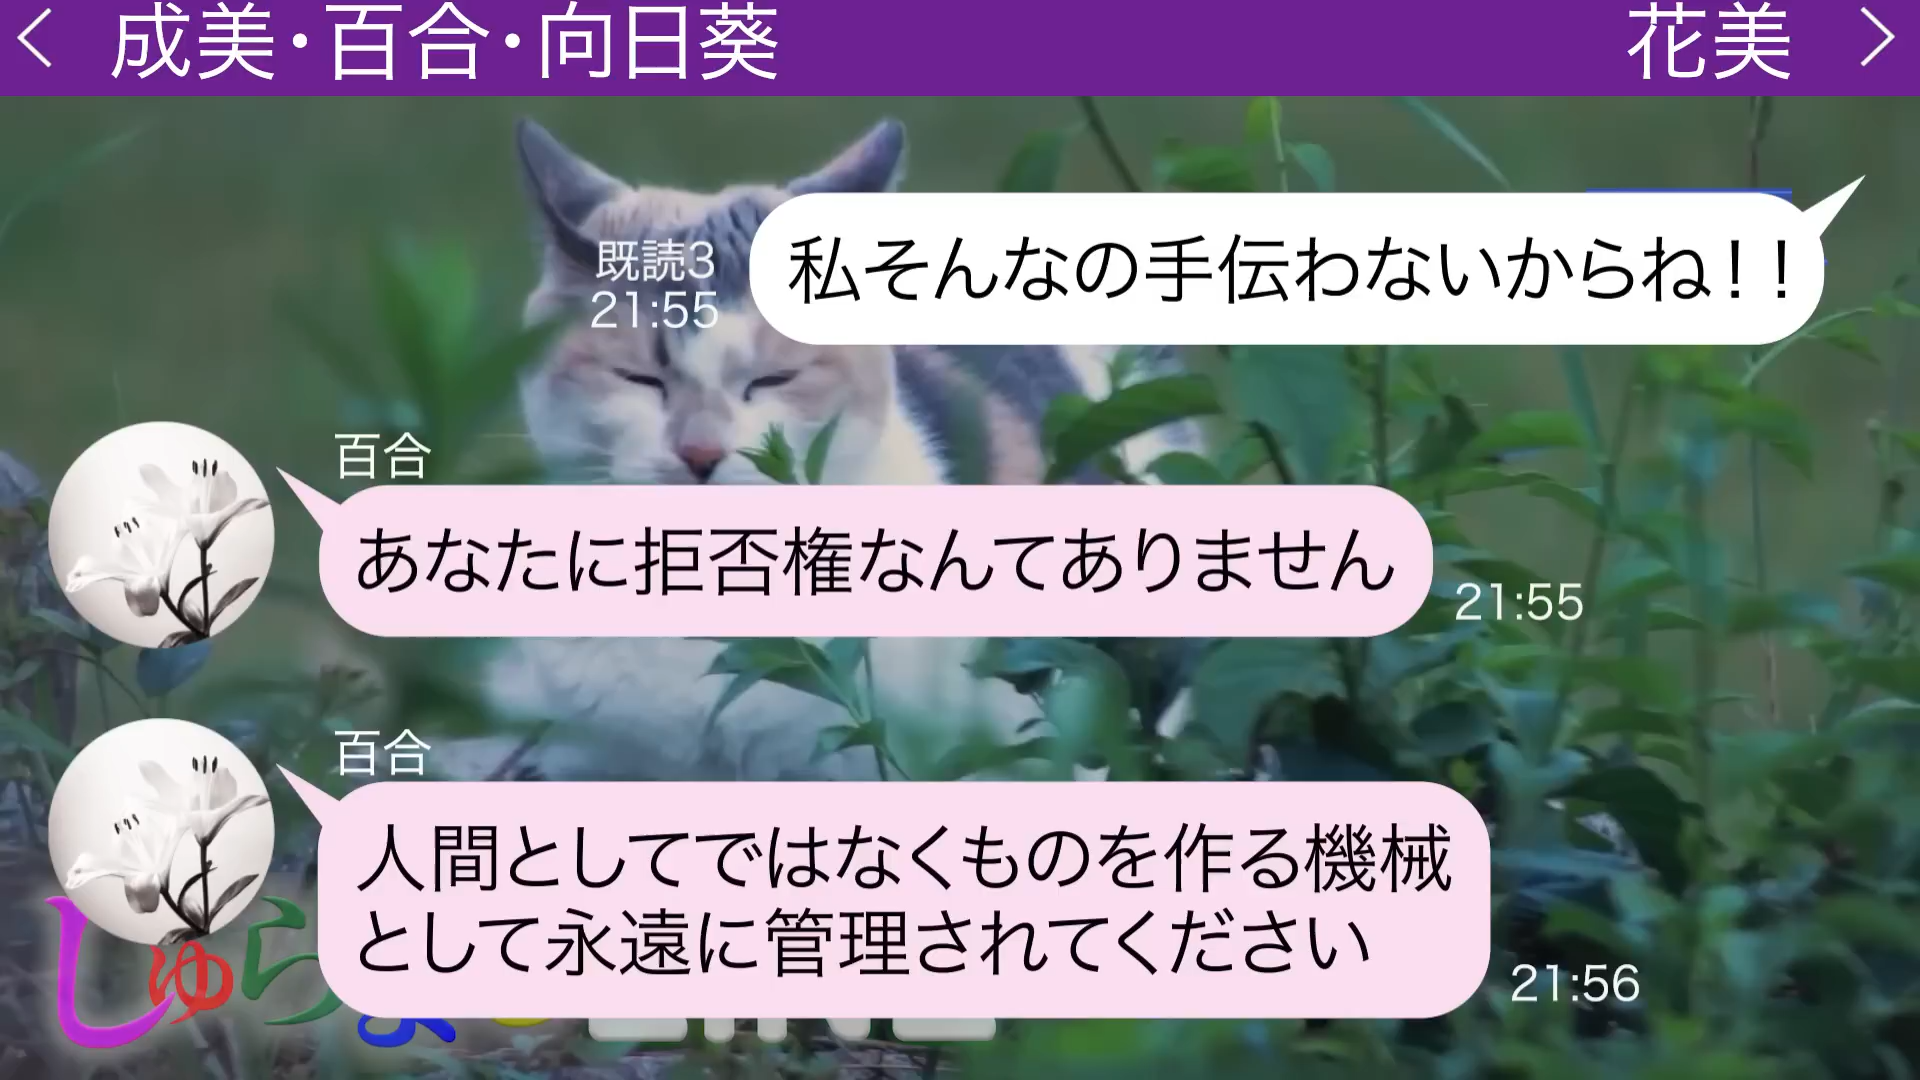 成美・百合・向日葵
花美
私そんなの手伝わないからね！！
既読3
21:55
百合
あなたに拒否権なんてありません
21:55
百合
人間としてではなくものを作る機械
として永遠に管理されてください
21:56
しゅら